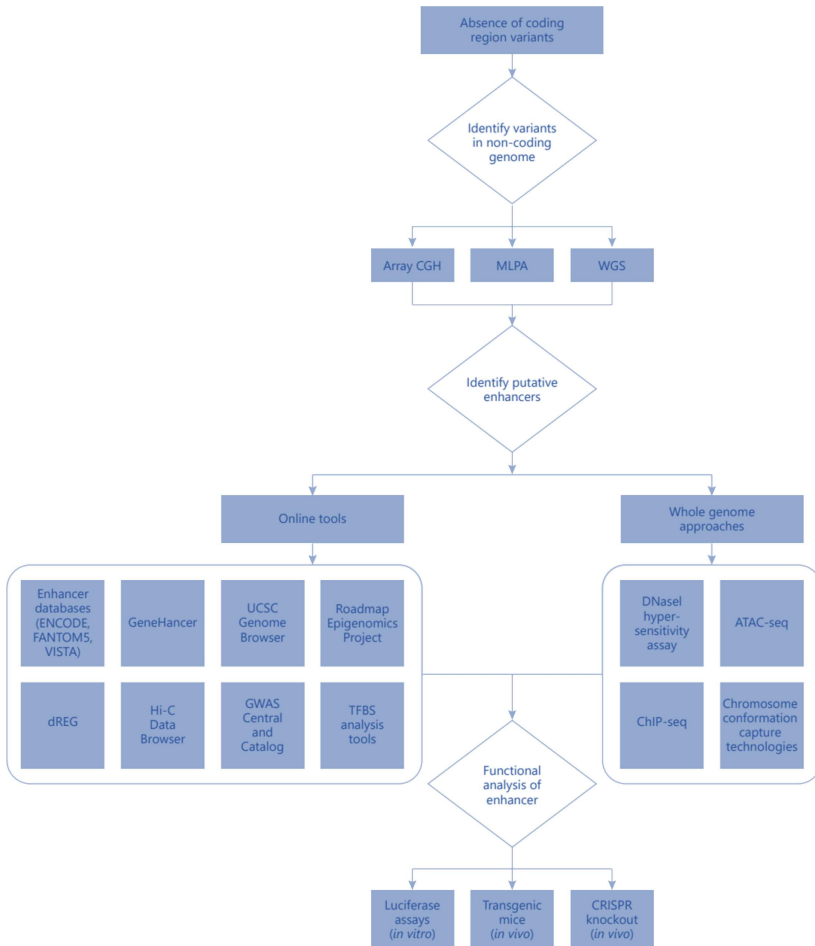 Absence of coding
region variants
Identify variants
in non-coding
genome
Array CGH
MLPA
WGS
Identify putative
enhancers
Online tools
Whole genome
approaches
Enhancer
databases
(ENCODE,
FANTOM5,
VISTA)
GeneHancer
UCSC
Genome
Browser
Roadmap
Epigenomics
Project
dREG
Hi-C
Data
Browser
GWAS
Central
and
Catalog
TFBS
analysis
tools
DNaseI
hyper-
sensitivity
assay
ATAC-seq
ChIP-seq
Chromosome
conformation
capture
technologies
Functional
analysis of
enhancer
Luciferase
assays
(in vitro)
Transgenic
mice
(in vivo)
CRISPR
knockout
(in vivo)